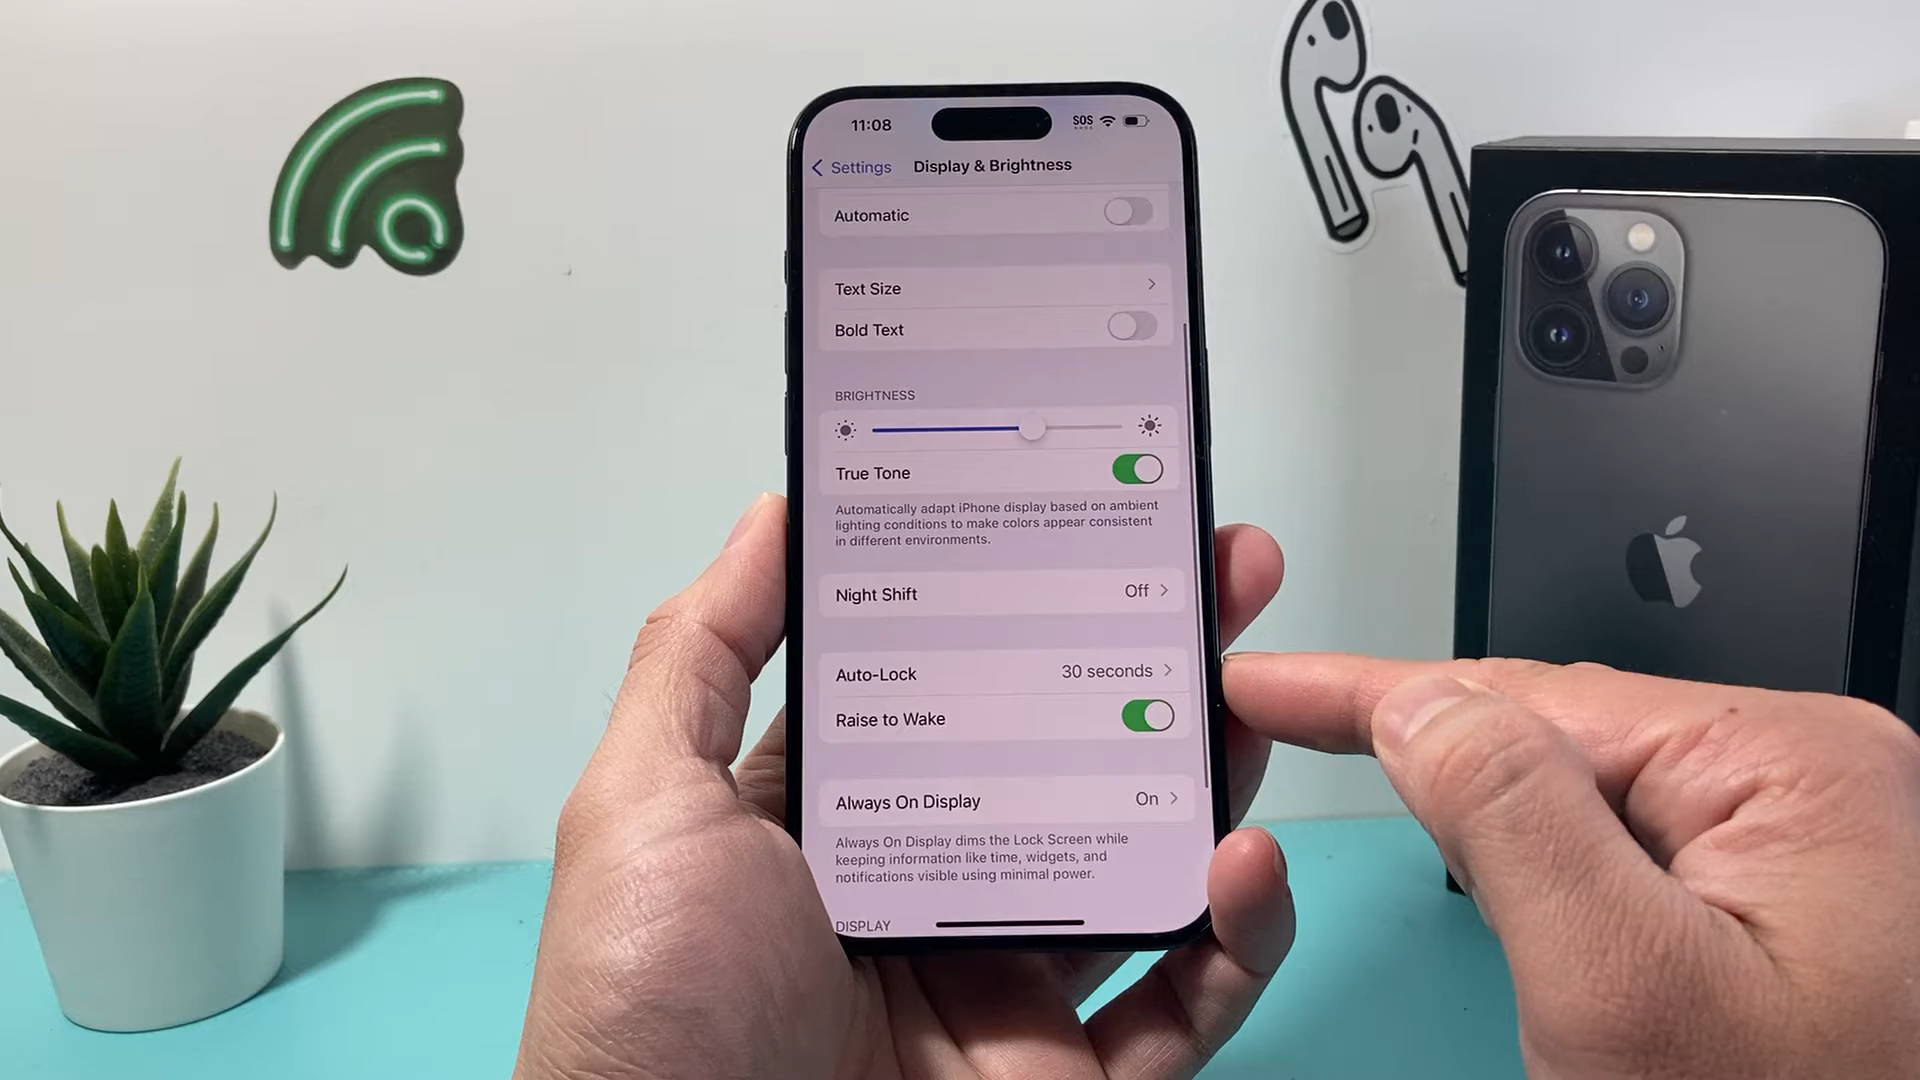 11:08 SOS
Settings Display & Brightness
Automatic
Text Size
Bold Text
BRIGHTNESS
True Tone
Automatically adapt iPhone display based on ambient
lighting conditions to make colors appear consistent
in different environments.
Night Shift Off
Auto-Lock 30 seconds
Raise to Wake
Always On Display On
Always On Display dims the Lock Screen while
keeping information like time, widgets, and
notifications visible using minimal power.
DISPLAY